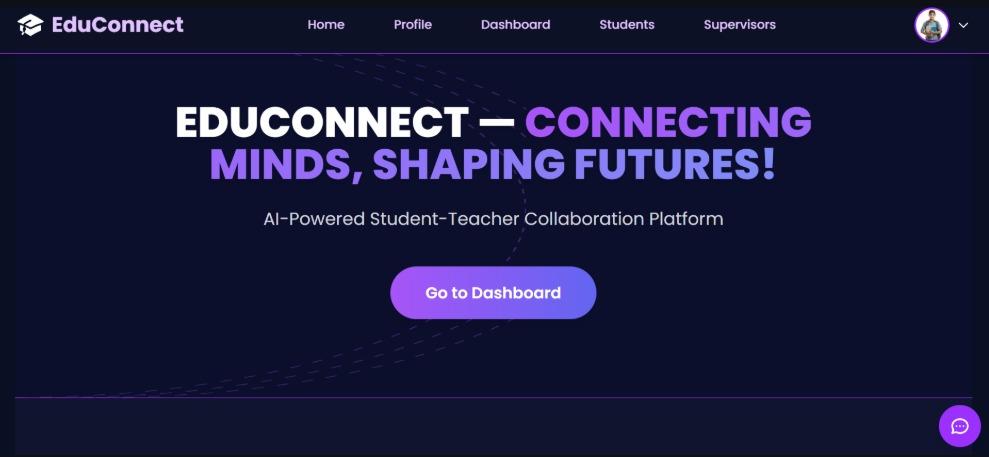 EduConnect
Home
Profile
Dashboard
Students
Supervisors
EDUCONNECT — CONNECTING
MINDS, SHAPING FUTURES!
AI-Powered Student-Teacher Collaboration Platform
Go to Dashboard